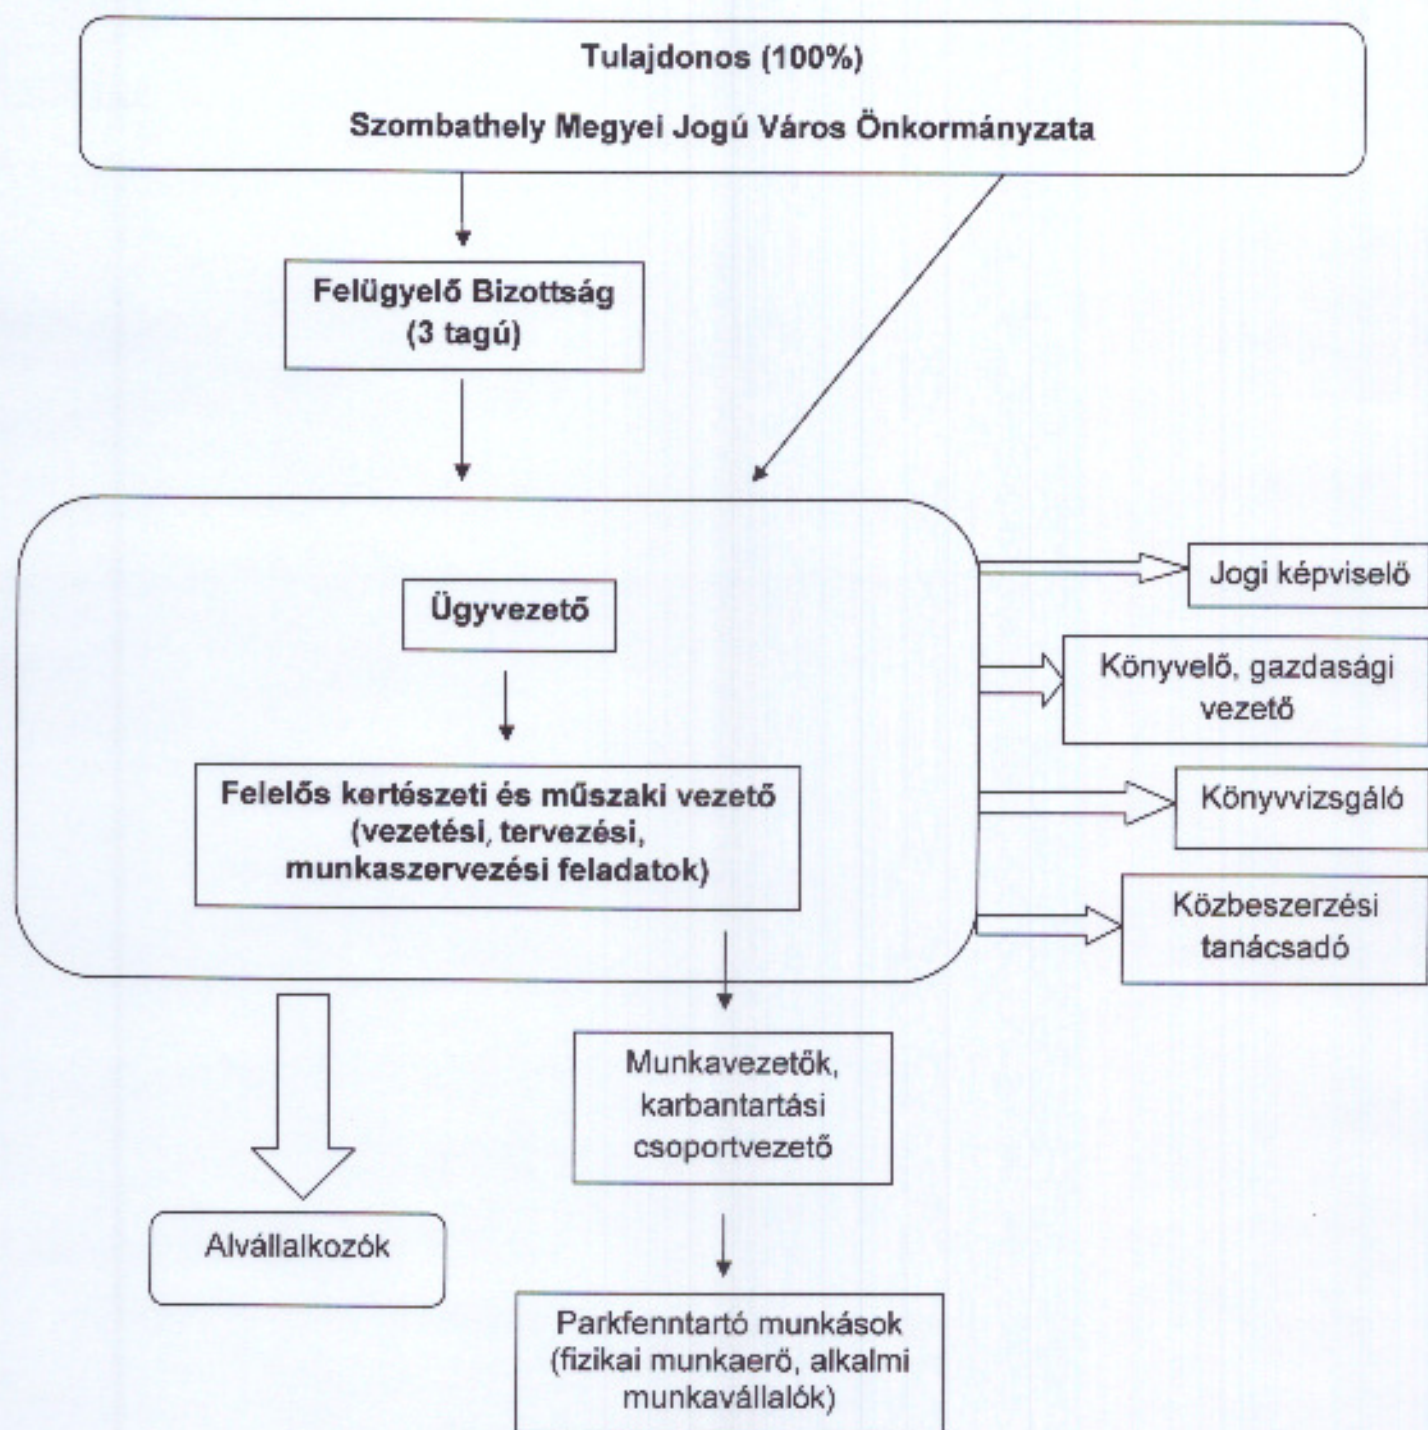 Tulajdonos (100%)
Szombathely Megyei Jogú Város Önkormányzata
Felügyelő Bizottság
(3 tagú)
Ügyvezető
Felelős kertészeti és műszaki vezető
(vezetési, tervezési,
munkaszervezési feladatok)
Jogi képviselő
Könyvelő, gazdasági
vezető
Könyvvizsgáló
Közbeszerzési
tanácsadó
Munkavezetők,
karbantartási
csoportvezető
Alvállalkozók
Parkfenntartó munkások
(fizikai munkaerő, alkalmi
munkavállalók)